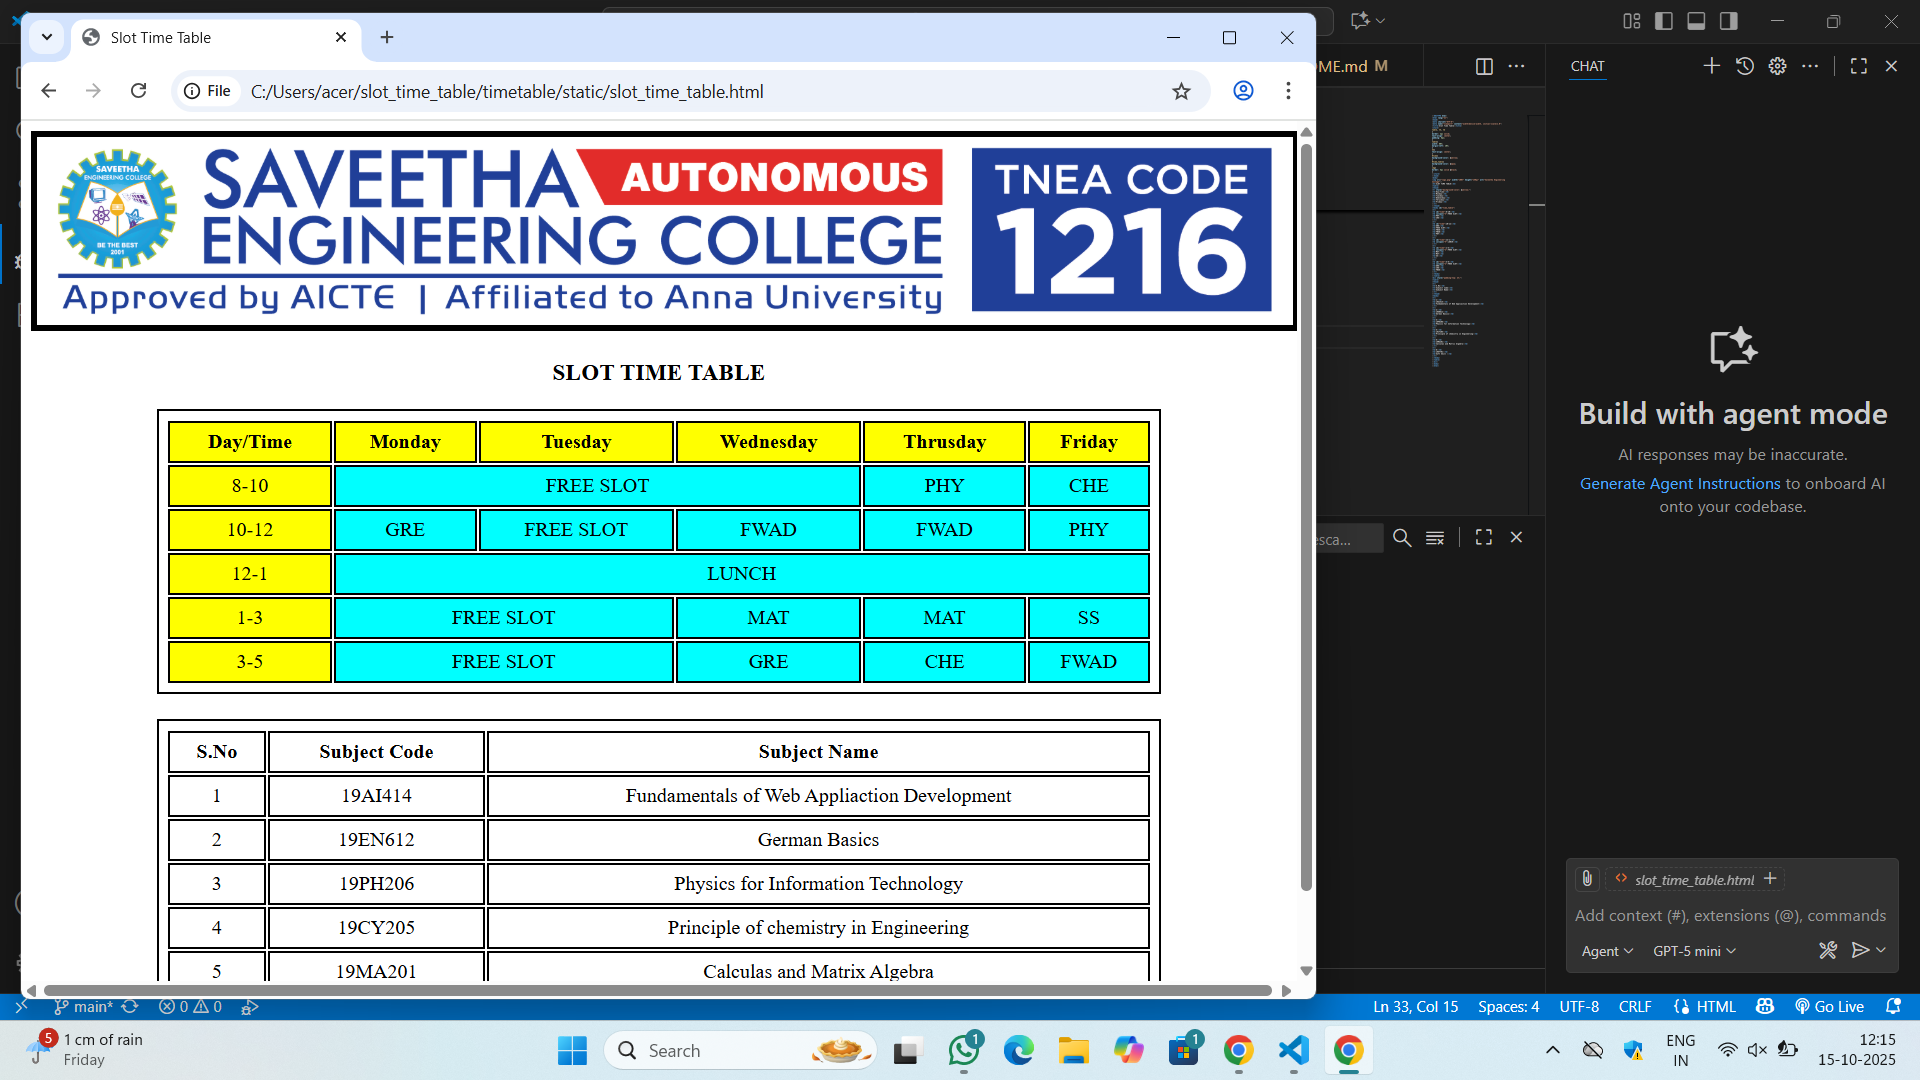 Slot Time Table
File
C:/Users/acer/slot_time_table/timetable/static/slot_time_table.html
SAVEETHA
ENGINEERING COLLEGE
BE THE BEST
2001
SAVEETHA AUTONOMOUS
ENGINEERING COLLEGE
Approved by AICTE | Affiliated to Anna University
TNEA CODE
1216
SLOT TIME TABLE
Day/Time Monday Tuesday Wednesday Thrusday Friday
8-10 FREE SLOT PHY CHE
10-12 GRE FREE SLOT FWAD FWAD PHY
12-1 LUNCH
1-3 FREE SLOT MAT MAT SS
3-5 FREE SLOT GRE CHE FWAD
S.No Subject Code Subject Name
1 19AI414 Fundamentals of Web Appliaction Development
2 19EN612 German Basics
3 19PH206 Physics for Information Technology
4 19CY205 Principle of chemistry in Engineering
5 19MA201 Calculas and Matrix Algebra
ME.md M
CHAT
Build with agent mode
AI responses may be inaccurate.
Generate Agent Instructions to onboard AI
onto your codebase.
slot_time_table.html
Add context (#), extensions (@), commands
Agent
GPT-5 mini
main*
0 0
Ln 33, Col 15
Spaces: 4
UTF-8
CRLF
HTML
Go Live
5
1 cm of rain
Friday
Search
1
1
ENG
IN
12:15
15-10-2025